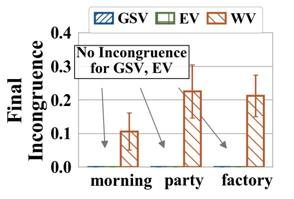 GSV EV WV
Final
Incongruence
0.4
0.3
0.2
0.1
0.0
No Incongruence
for GSV, EV
morning party factory